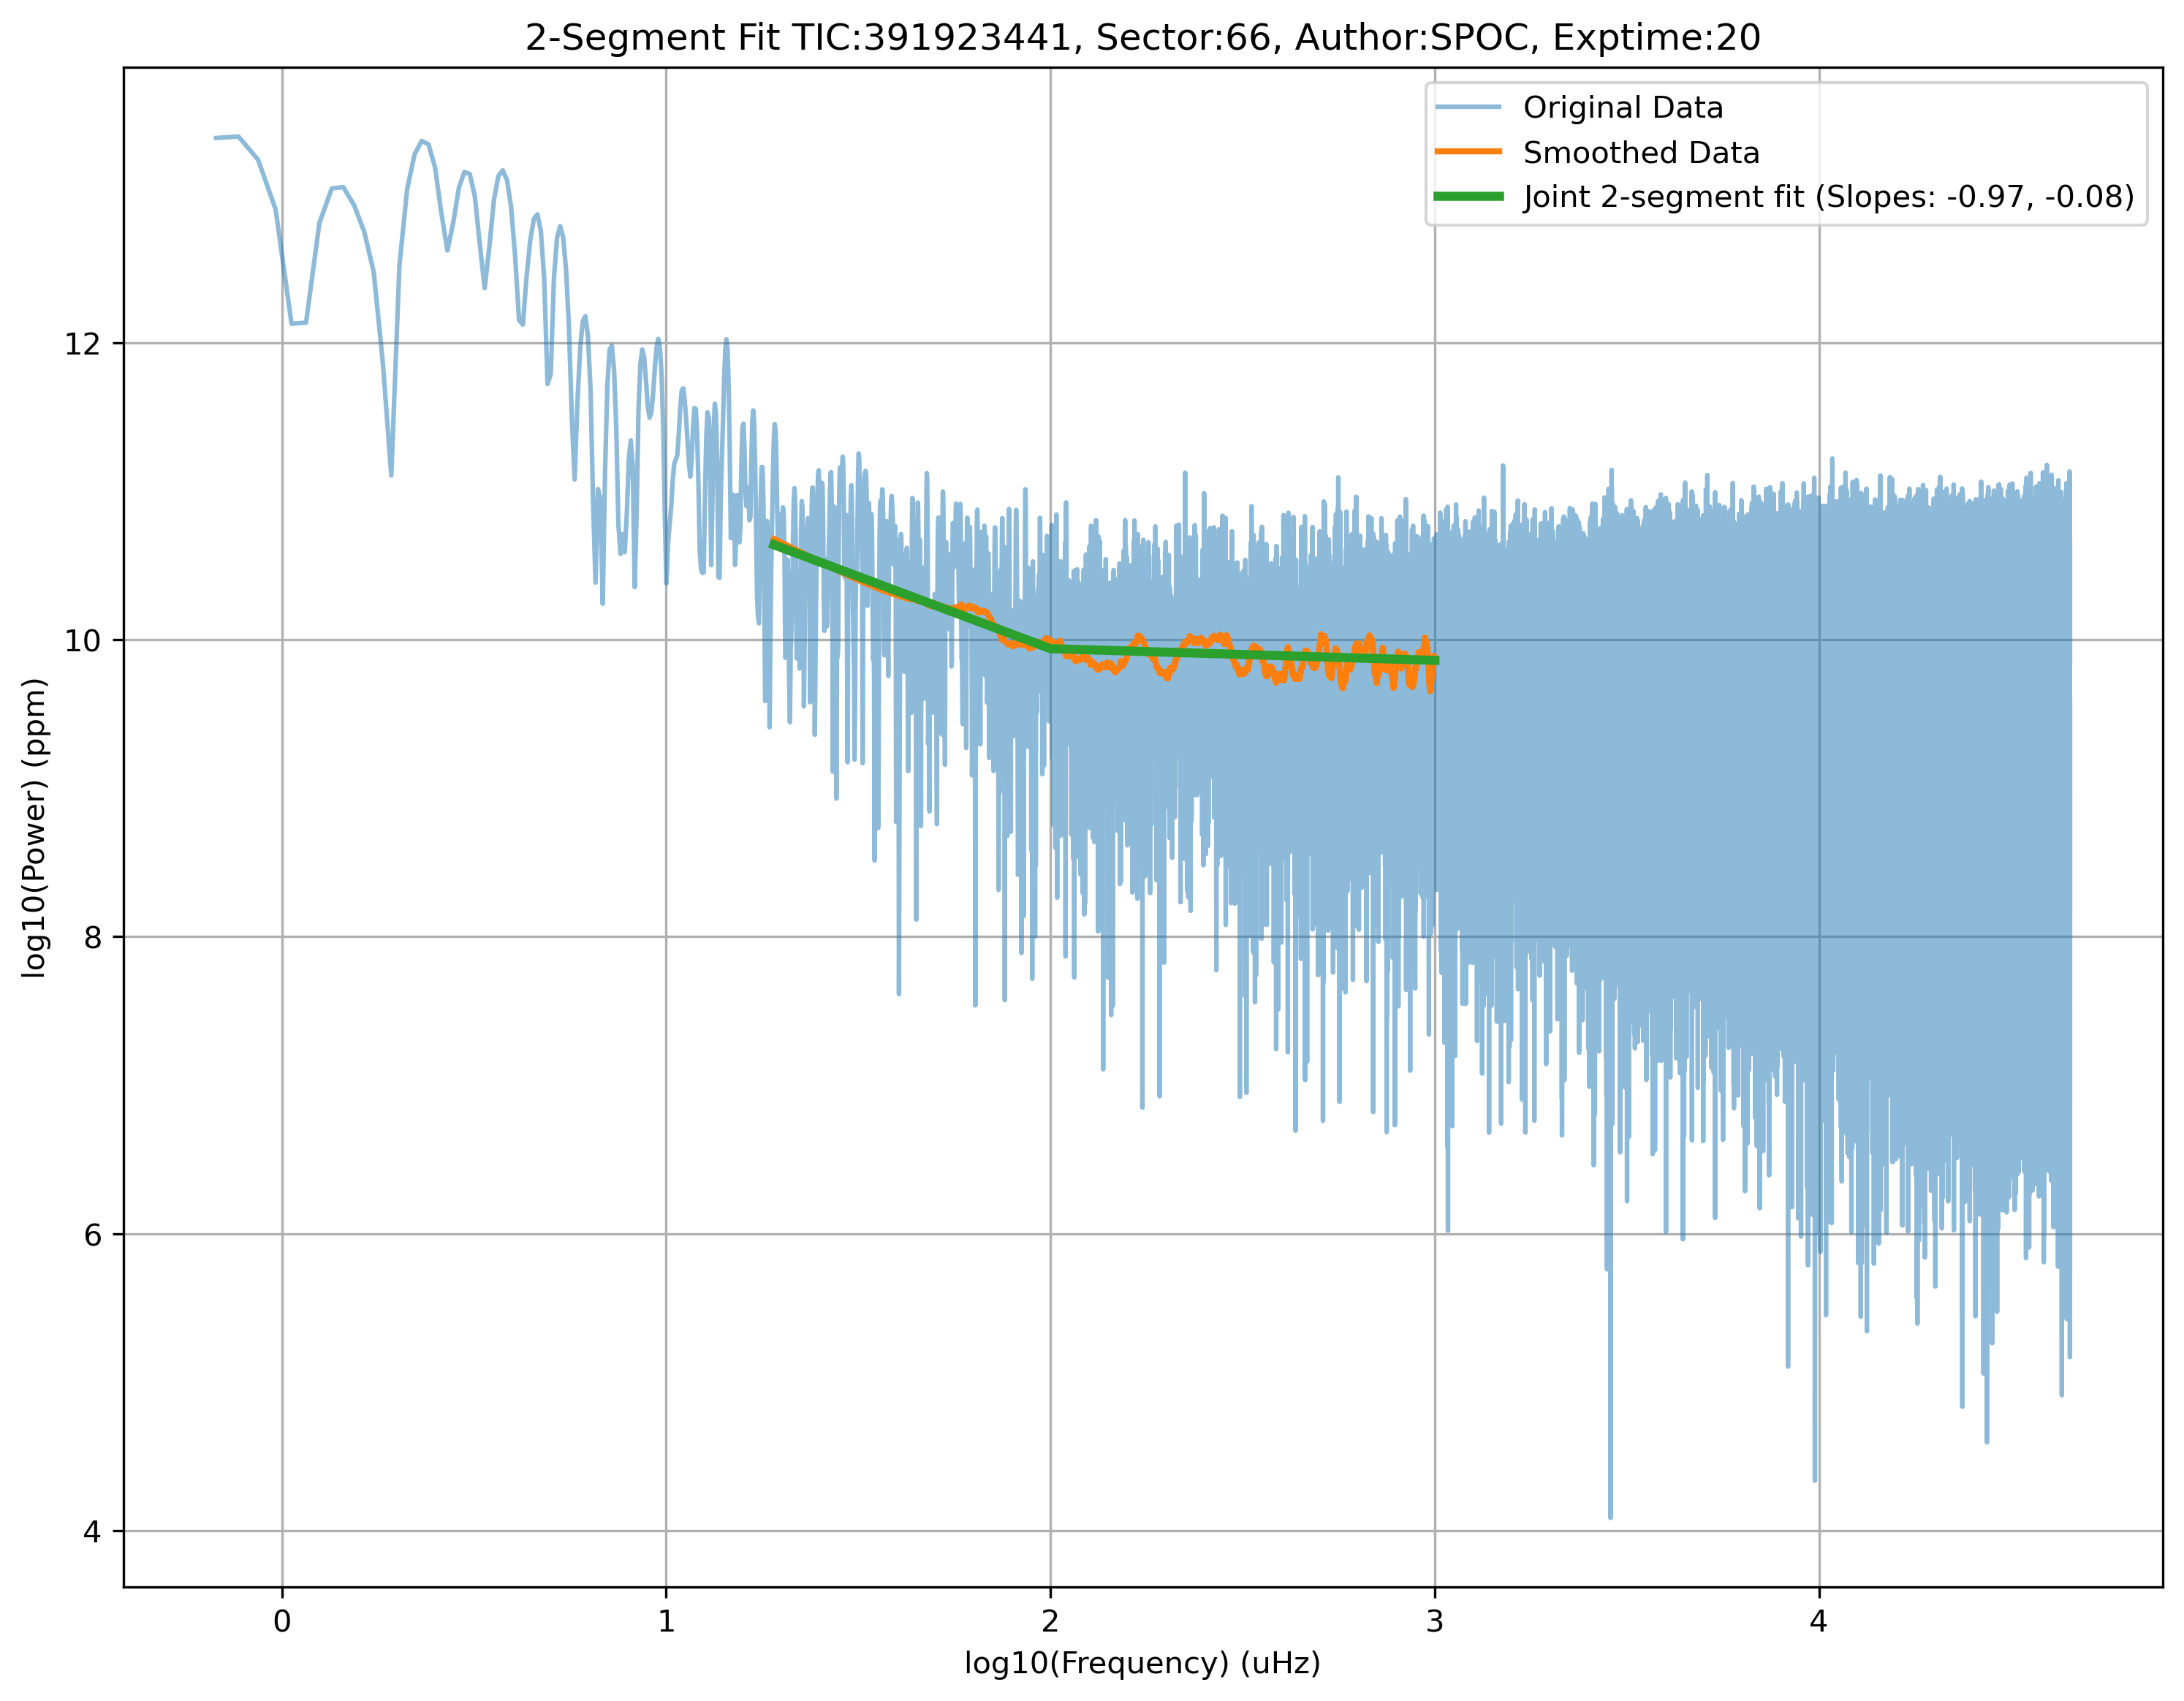 2-Segment Fit TIC:391923441, Sector:66, Author:SPOC, Exptime:20
Original Data
Smoothed Data
Joint 2-segment fit (Slopes: -0.97, -0.08)
log10(Power) (ppm)
12
10
8
6
4
0 1 2 3 4
log10(Frequency) (uHz)